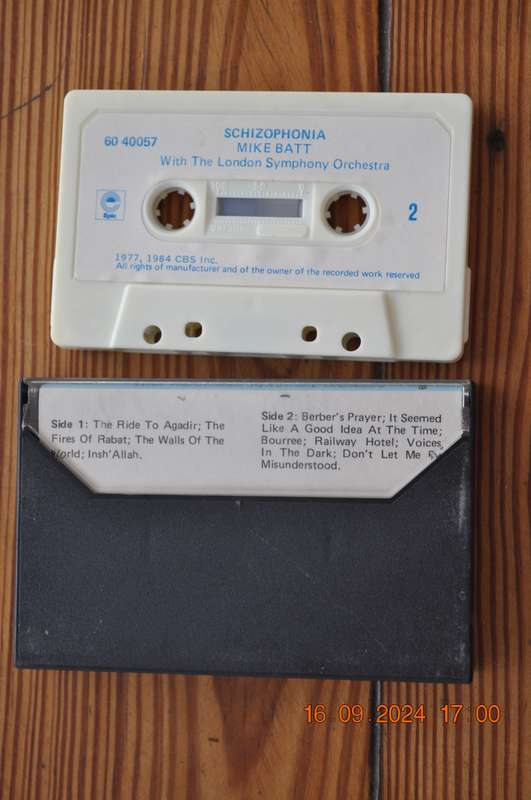 SCHIZOPHONIA
60 40057
MIKE BATT
With The London Symphony Orchestra
Epic
2
1977, 1984 CBS Inc.
All rights of manufacturer and of the owner of the recorded work reserved
Side 1: The Ride To Agadir; The
Fires Of Rabat; The Walls Of The
World; Insh'Allah.
Side 2: Berber's Prayer; It Seemed
Like A Good Idea At The Time;
Bourree; Railway Hotel; Voices
In The Dark; Don't Let Me
Misunderstood.
16 09 2024 17:00